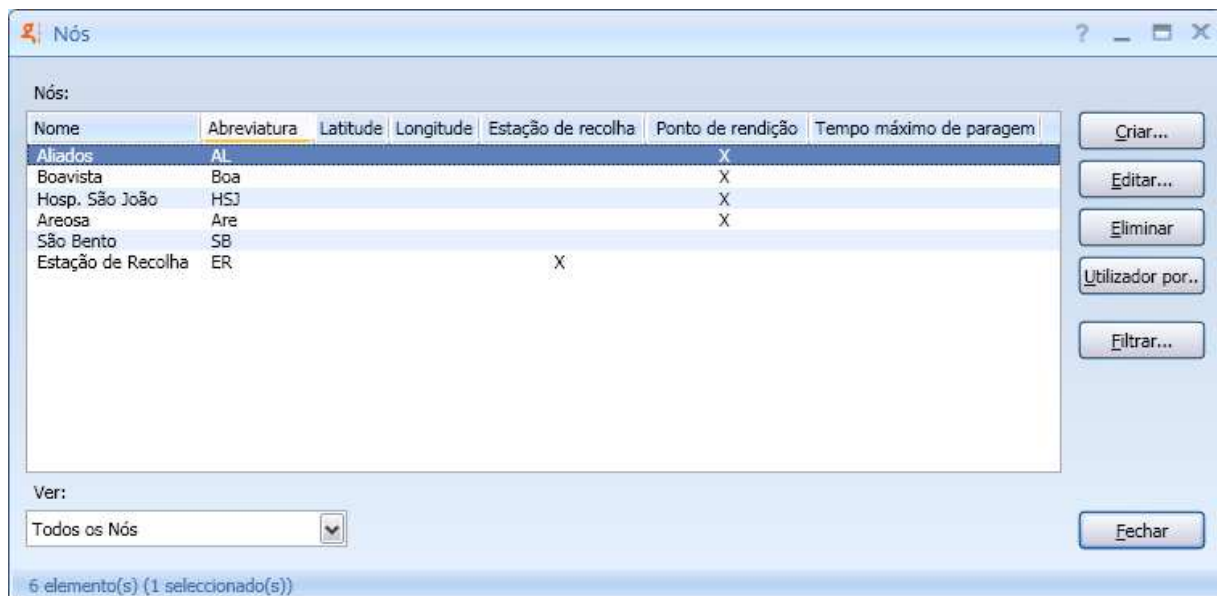 Nós
Nós:
Nome Abreviatura Latitude Longitude Estação de recolha Ponto de rendição Tempo máximo de paragem
Aliados AL X
Boavista Boa X
Hosp. São João HSJ X
Areosa Are X
São Bento SB
Estação de Recolha ER X
Criar...
Editar...
Eliminar
Utilizador por..
Filtrar...
Ver:
Todos os Nós
Fechar
6 elemento(s) (1 seleccionado(s))